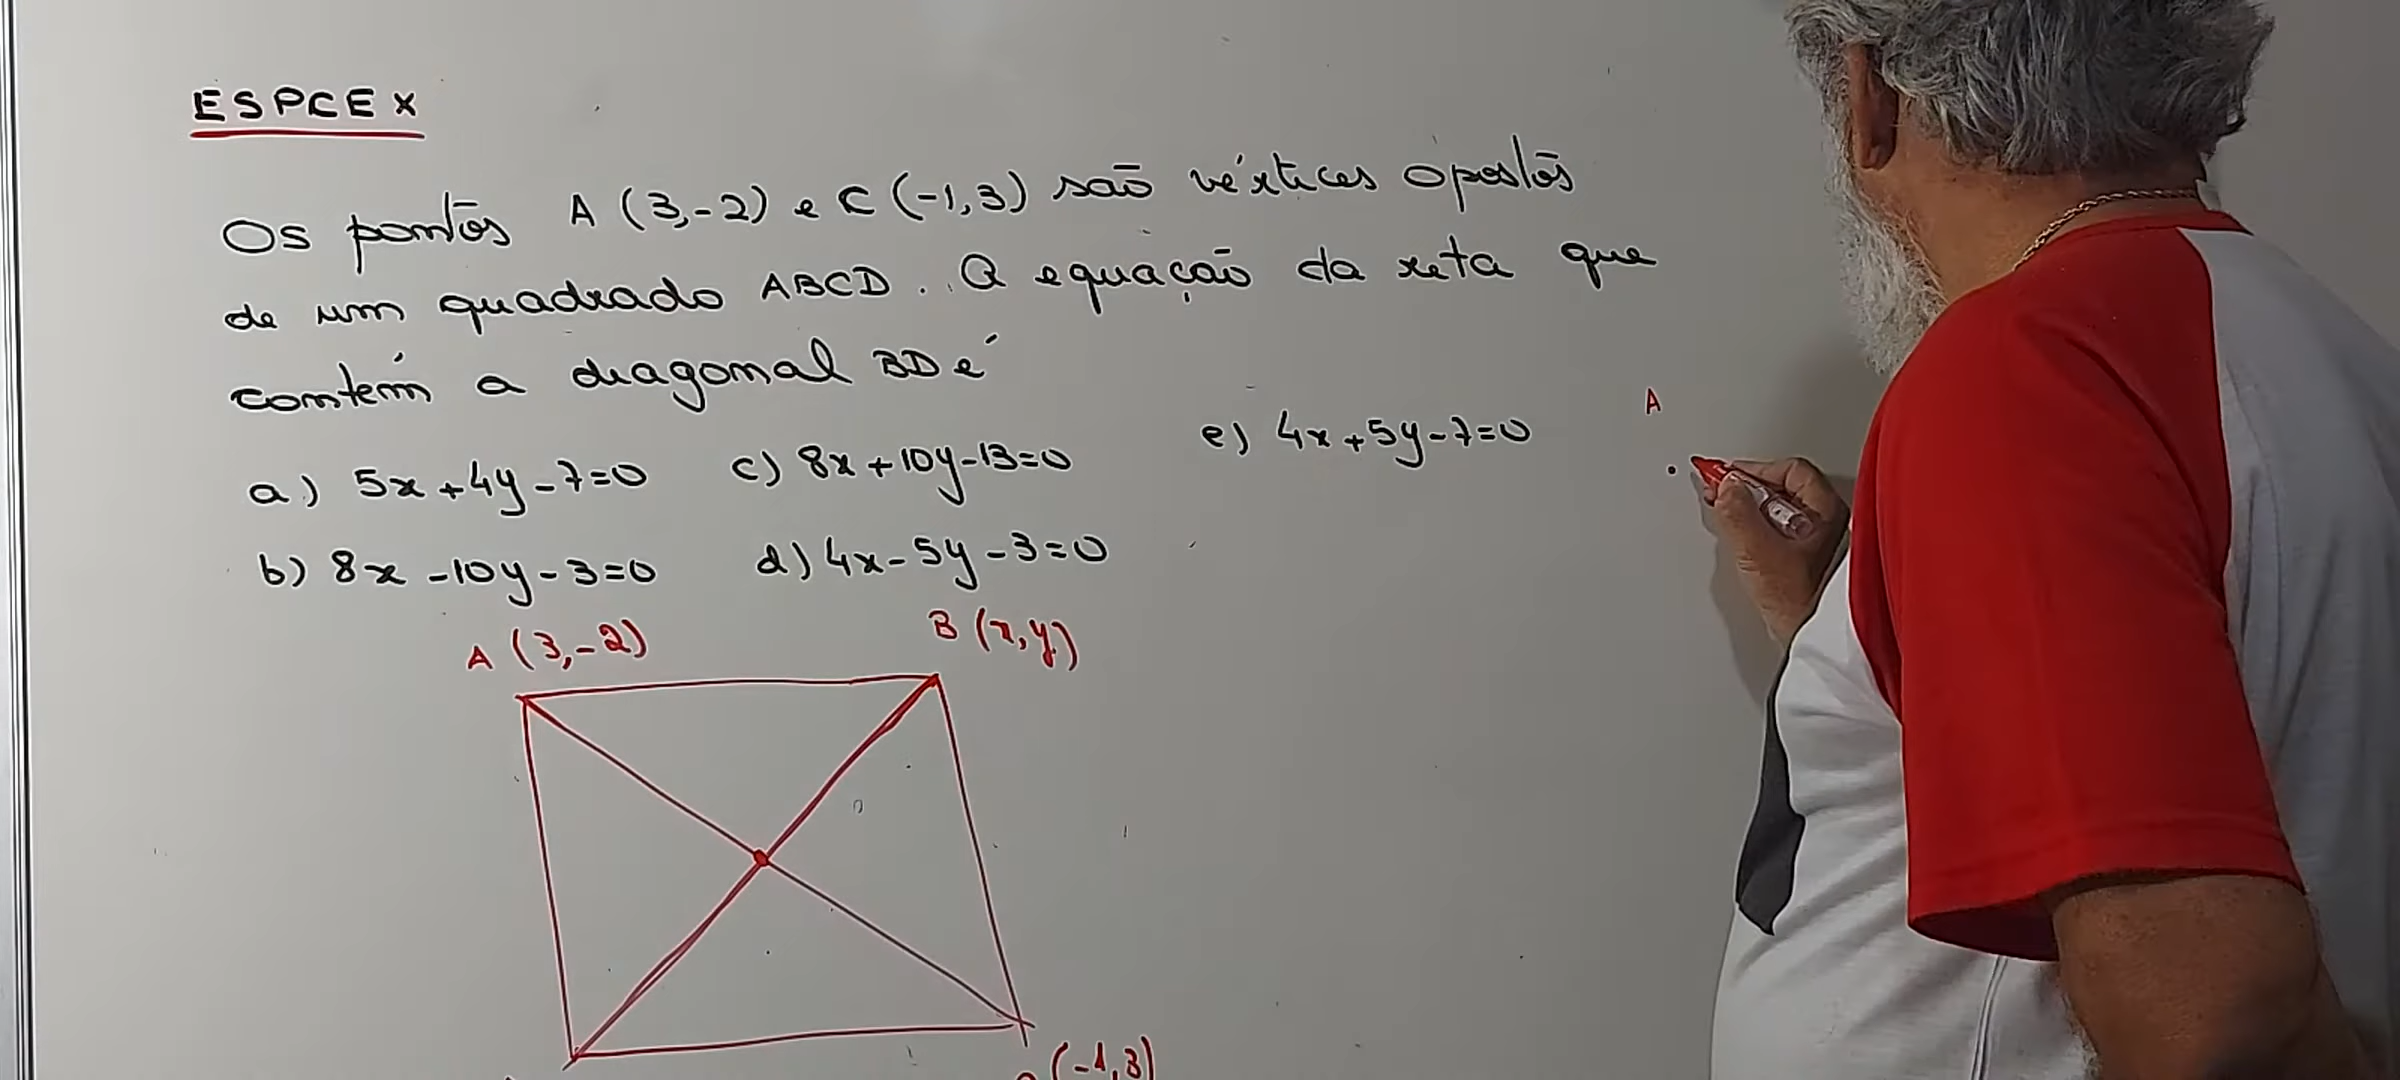 ESPCEX
Os pontos A (3,-2) e C (-1,3) são vértices opostos
de um quadrado ABCD. A equação da reta que
contém a diagonal BD é
a) 5x+4y-7=0 c) 8x+10y-13=0 e) 4x+5y-7=0
b) 8x-10y-3=0 d) 4x-5y-3=0
A
A (3,-2) B (x,y)
(-1,3)